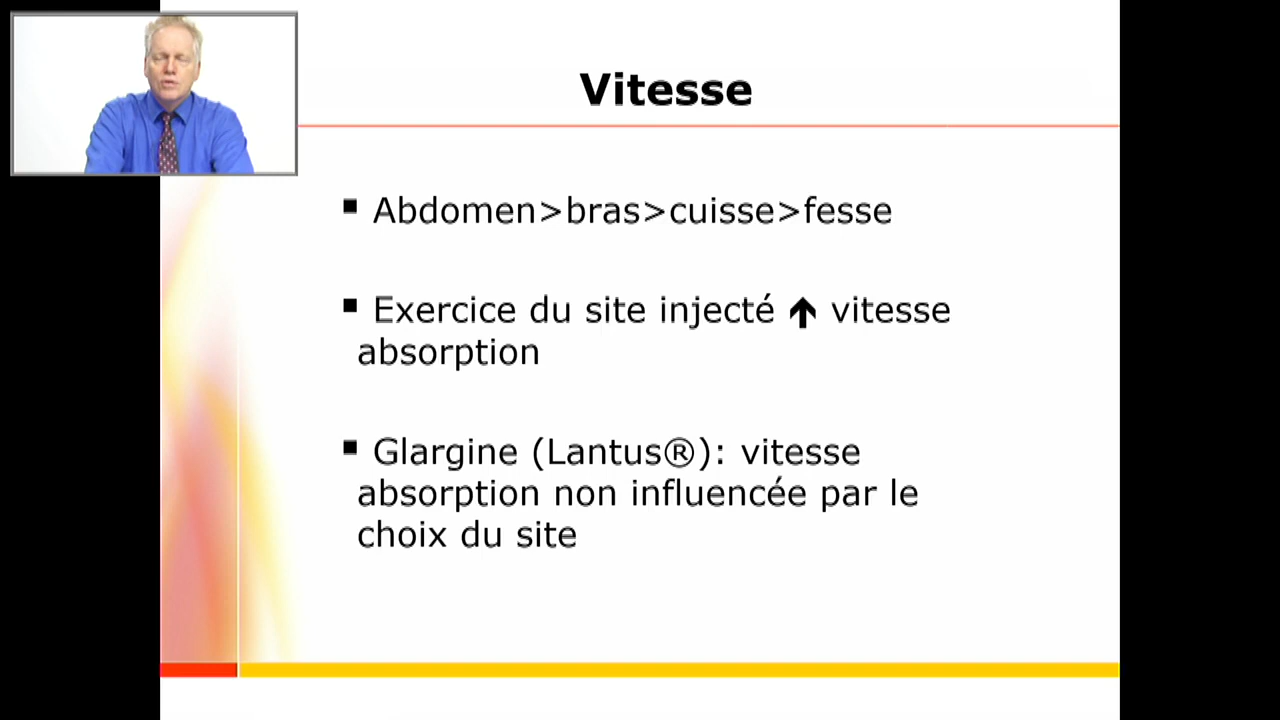 Vitesse
▪ Abdomen>bras>cuisse>fesse
▪ Exercice du site injecté 🡹 vitesse
absorption
▪ Glargine (Lantus®): vitesse
absorption non influencée par le
choix du site